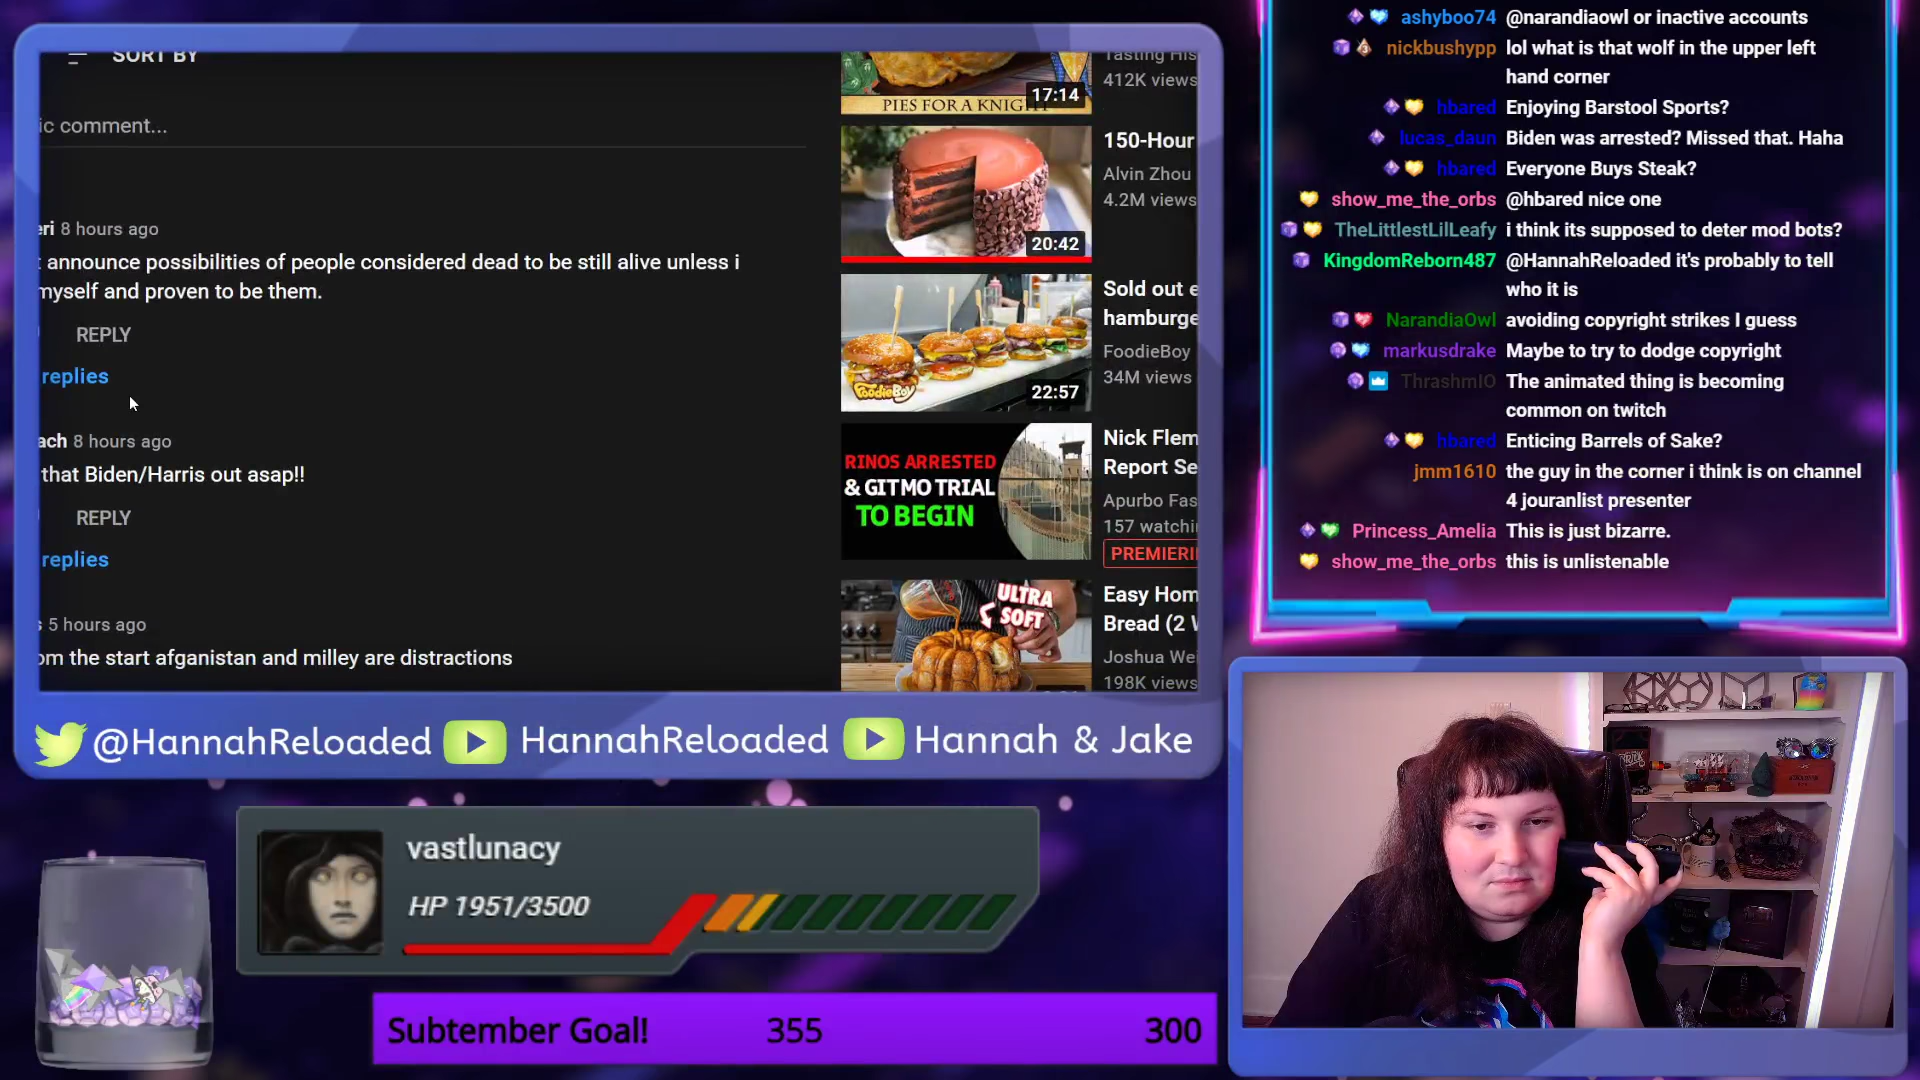 SORT BY
ic comment...
eri 8 hours ago
announce possibilities of people considered dead to be still alive unless i
myself and proven to be them.
REPLY
replies
ach 8 hours ago
that Biden/Harris out asap!!
REPLY
replies
s 5 hours ago
om the start afganistan and milley are distractions
PIES FOR A KNIGH
17:14
Tasting His
412K views
20:42
150-Hour
Alvin Zhou
4.2M views
FoodieBoy
22:57
Sold out e
hamburge
FoodieBoy
34M views
RINOS ARRESTED
& GITMO TRIAL
TO BEGIN
Nick Flem
Report Se
Apurbo Fas
157 watchi
PREMIERI
ULTRA
SOFT
Easy Hom
Bread (2
Joshua We
198K views
@HannahReloaded HannahReloaded Hannah & Jake
vastlunacy
HP 1951/3500
Subtember Goal! 355 300
ashyboo74 @narandiaowl or inactive accounts
nickbushypp lol what is that wolf in the upper left
hand corner
hbared Enjoying Barstool Sports?
lucas_daun Biden was arrested? Missed that. Haha
hbared Everyone Buys Steak?
show_me_the_orbs @hbared nice one
TheLittlestLilLeafy i think its supposed to deter mod bots?
KingdomReborn487 @HannahReloaded it's probably to tell
who it is
NarandiaOwl avoiding copyright strikes I guess
markusdrake Maybe to try to dodge copyright
ThrashmIO The animated thing is becoming
common on twitch
hbared Enticing Barrels of Sake?
jmm1610 the guy in the corner i think is on channel
4 jouranlist presenter
Princess_Amelia This is just bizarre.
show_me_the_orbs this is unlistenable